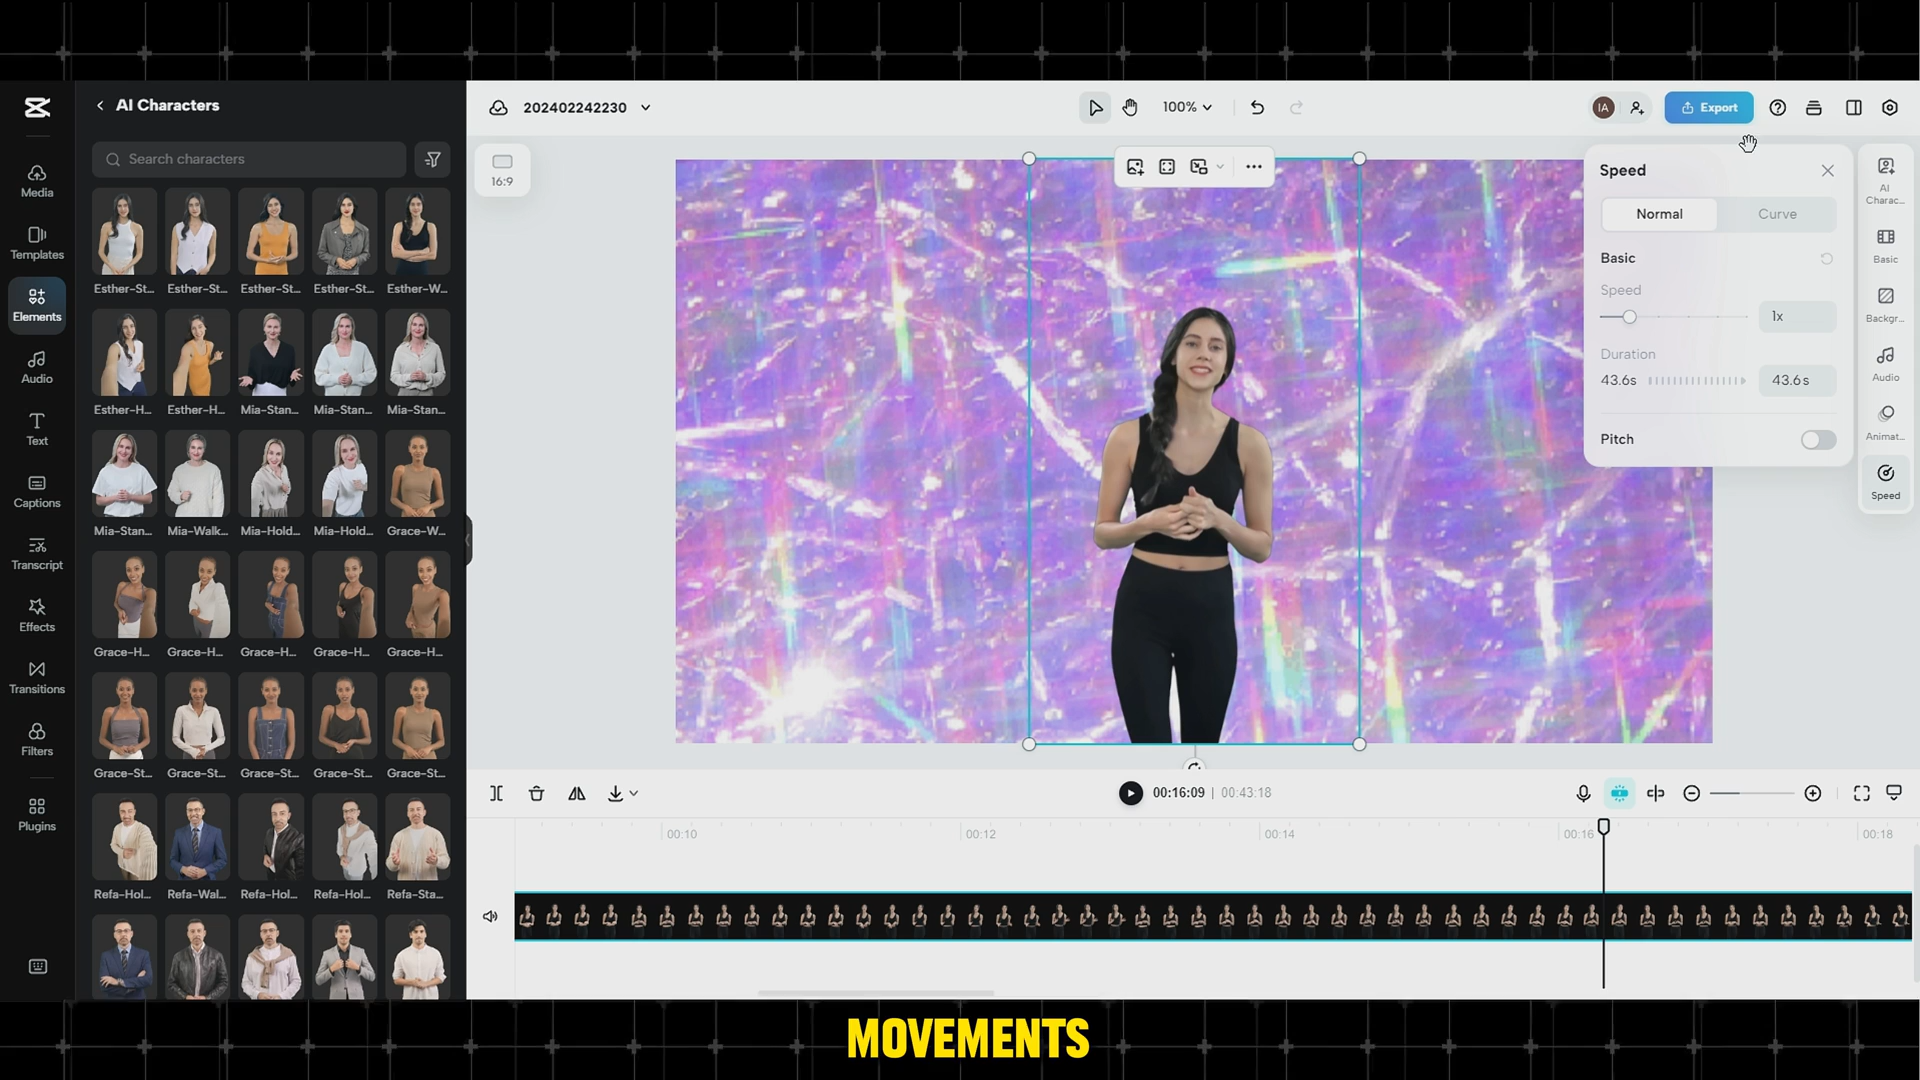 AI Characters
202402242230
100%
IA
Export
Search characters
16:9
Media
Templates
Elements
Audio
Text
Captions
Transcript
Effects
Transitions
Filters
Plugins
Esther-St...
Esther-St...
Esther-St...
Esther-St...
Esther-W...
Esther-H...
Esther-H...
Mia-Stan...
Mia-Stan...
Mia-Stan...
Mia-Stan...
Mia-Walk...
Mia-Hold...
Mia-Hold...
Grace-W...
Grace-H...
Grace-H...
Grace-H...
Grace-H...
Grace-H...
Grace-St...
Grace-St...
Grace-St...
Grace-St...
Grace-St...
Refa-Hol...
Refa-Wal...
Refa-Hol...
Refa-Hol...
Refa-Sta...
Speed
Normal
Curve
Basic
Speed
1x
Duration
43.6s
43.6s
Pitch
AI
Charac...
Basic
Backgr...
Audio
Animat...
Speed
00:16:09 | 00:43:18
00:10
00:12
00:14
00:16
00:18
MOVEMENTS